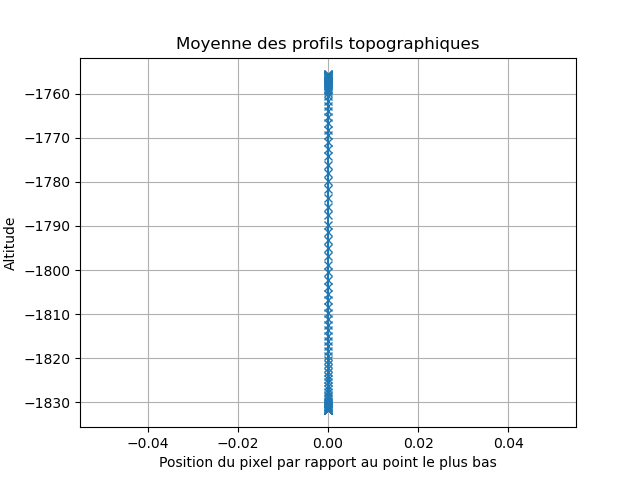 Moyenne des profils topographiques
−1760
−1770
−1780
−1790
−1800
−1810
−1820
−1830
Altitude
−0.04 −0.02 0.00 0.02 0.04
Position du pixel par rapport au point le plus bas